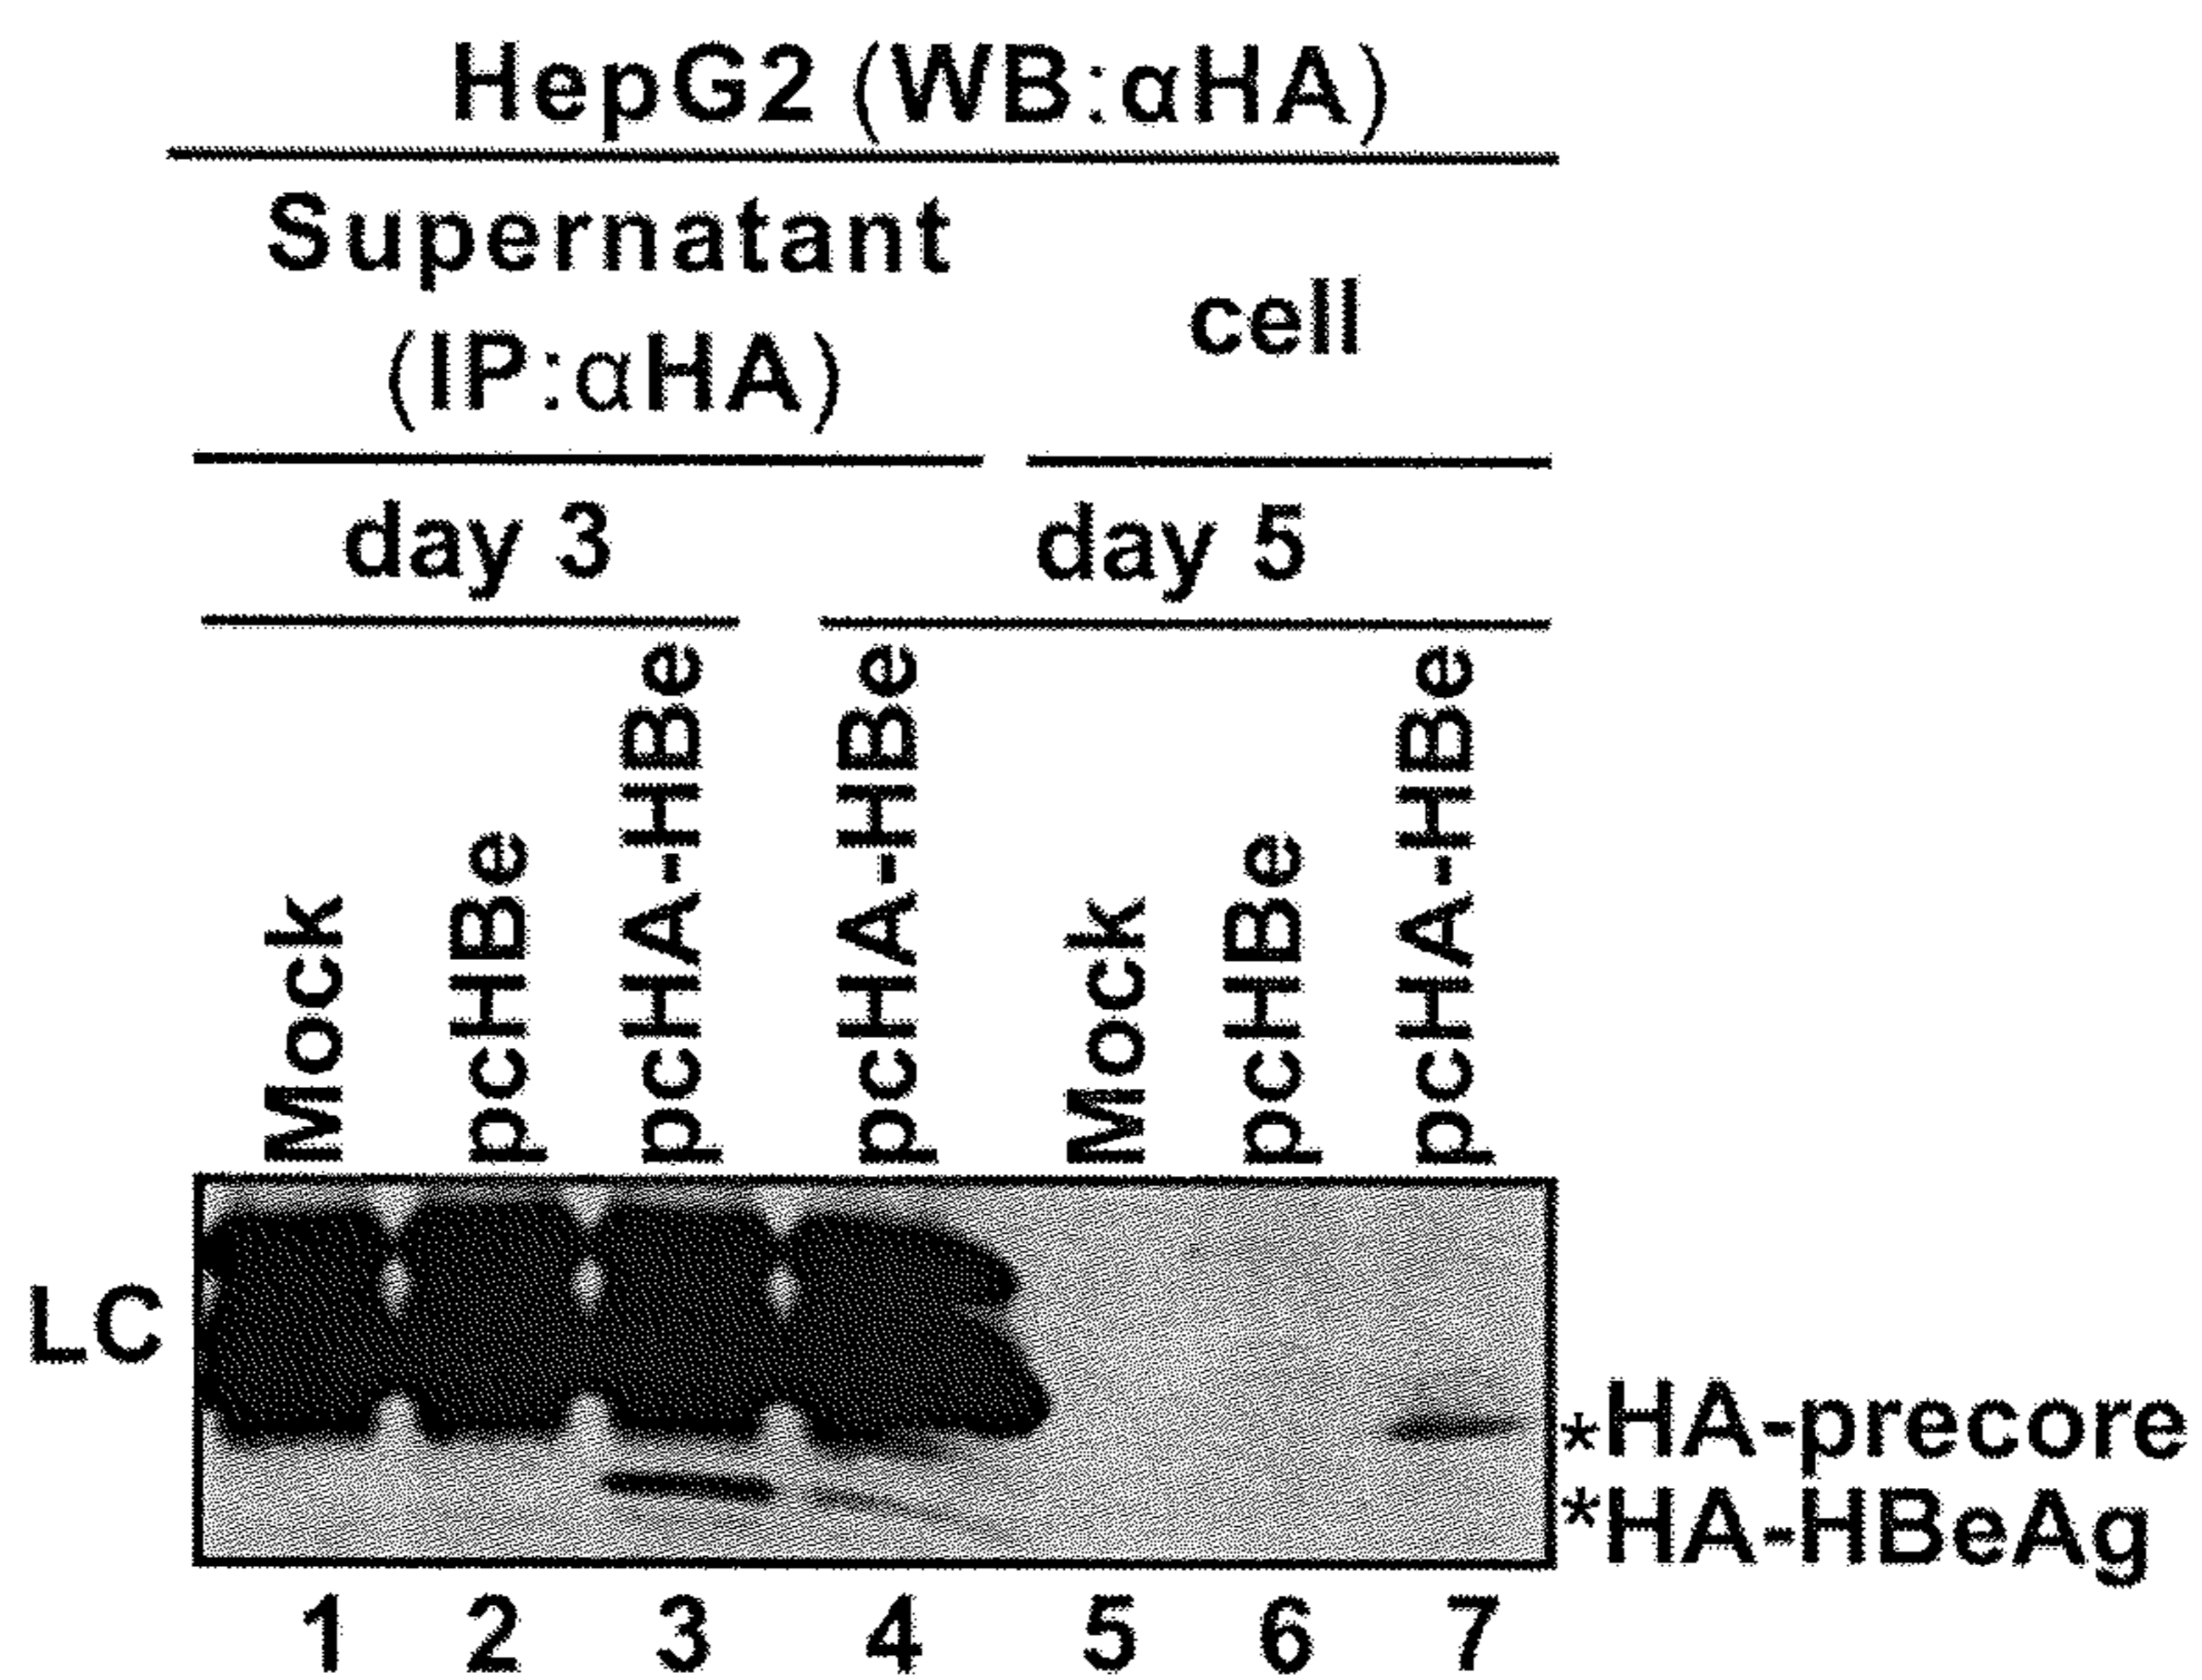 HepG2 (WB:αHA)
Supernatant
(IP:αHA)
cell
day 3
day 5
Mock
pcHBe
pcHA-HBe
pcHA-HBe
Mock
pcHBe
pcHA-HBe
LC
*HA-precore
*HA-HBeAg
1 2 3 4 5 6 7